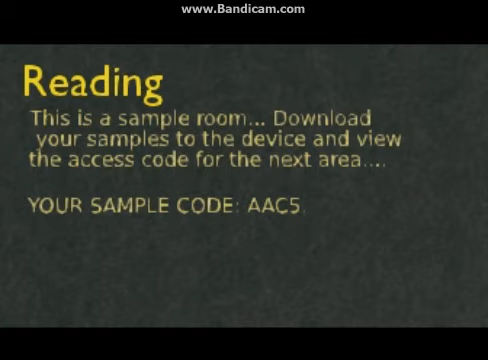 www.Bandicam.com
Reading
This is a sample room... Download
your samples to the device and view
the access code for the next area....
YOUR SAMPLE CODE: AAC5.